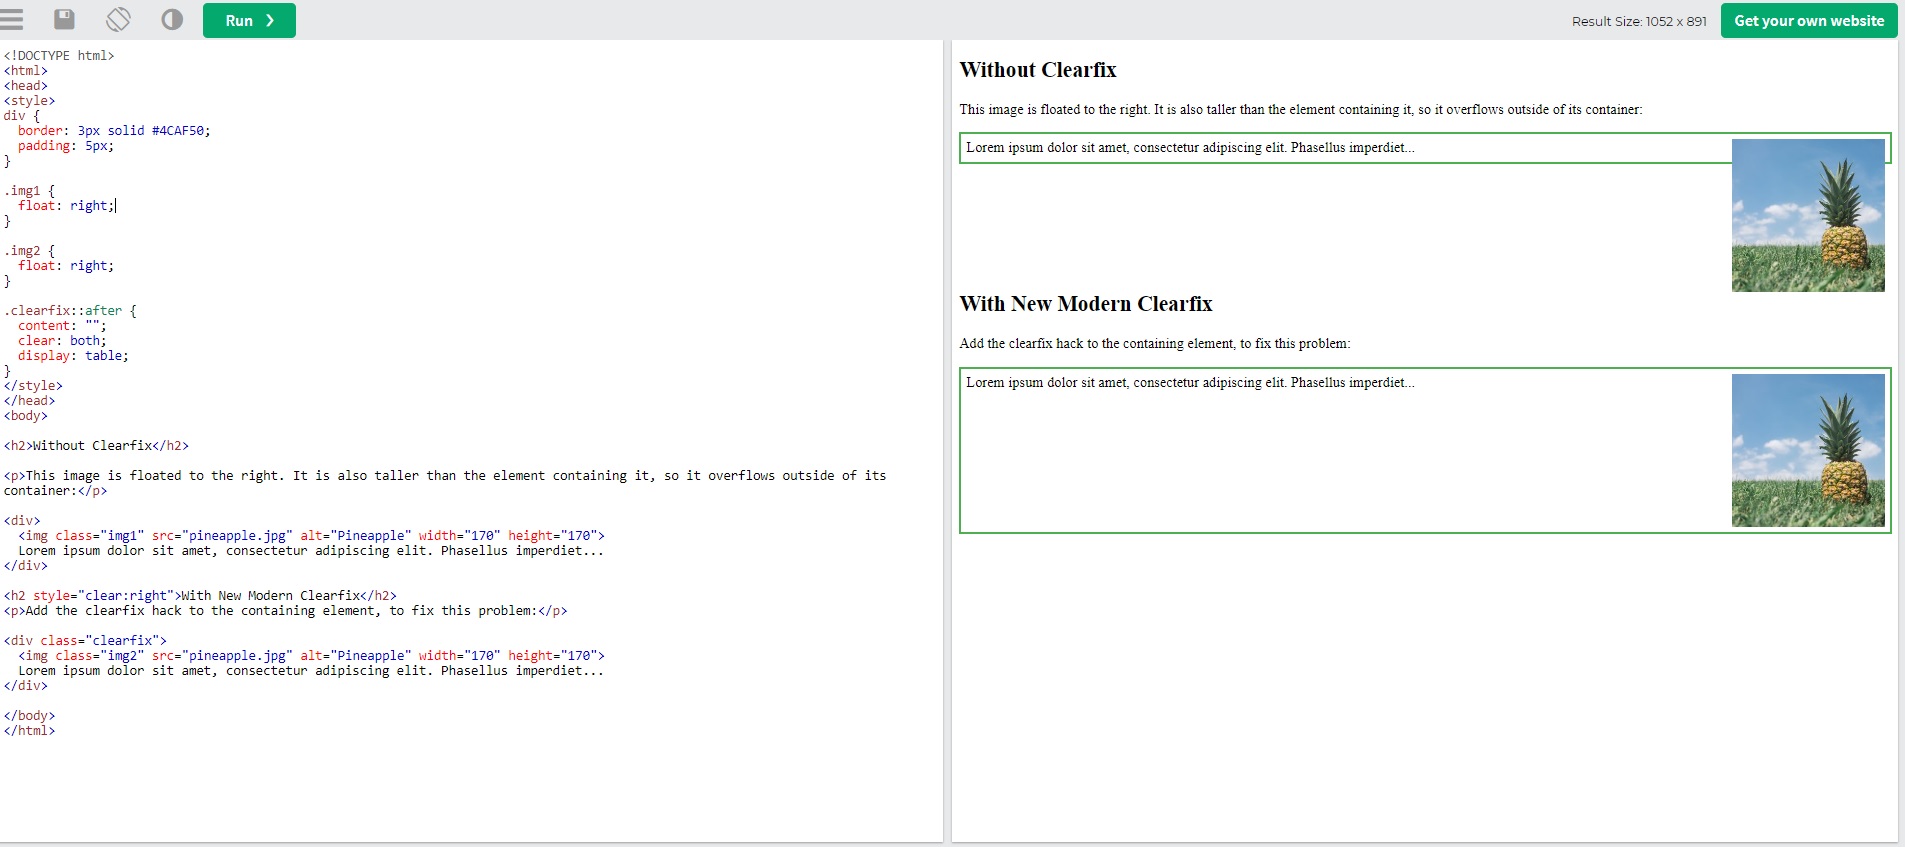 Run ❯
Result Size: 1052 x 891
Get your own website
<!DOCTYPE html>
<html>
<head>
<style>
div {
  border: 3px solid #4CAF50;
  padding: 5px;
}
.img1 {
  float: right;
}
.img2 {
  float: right;
}
.clearfix::after {
  content: "";
  clear: both;
  display: table;
}
</style>
</head>
<body>
<h2>Without Clearfix</h2>
<p>This image is floated to the right. It is also taller than the element containing it, so it overflows outside of its
container:</p>
<div>
  <img class="img1" src="pineapple.jpg" alt="Pineapple" width="170" height="170">
  Lorem ipsum dolor sit amet, consectetur adipiscing elit. Phasellus imperdiet...
</div>
<h2 style="clear:right">With New Modern Clearfix</h2>
<p>Add the clearfix hack to the containing element, to fix this problem:</p>
<div class="clearfix">
  <img class="img2" src="pineapple.jpg" alt="Pineapple" width="170" height="170">
  Lorem ipsum dolor sit amet, consectetur adipiscing elit. Phasellus imperdiet...
</div>
</body>
</html>
Without Clearfix
This image is floated to the right. It is also taller than the element containing it, so it overflows outside of its container:
Lorem ipsum dolor sit amet, consectetur adipiscing elit. Phasellus imperdiet...
With New Modern Clearfix
Add the clearfix hack to the containing element, to fix this problem:
Lorem ipsum dolor sit amet, consectetur adipiscing elit. Phasellus imperdiet...